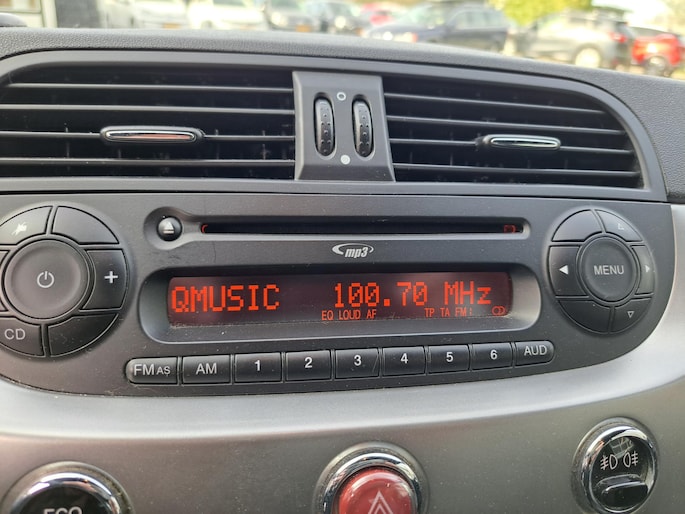 mp3
QMUSIC 100.70 MHz
EQ LOUD AF TP TA FM CD
MENU
CD
FM AS AM 1 2 3 4 5 6 AUD
ECO